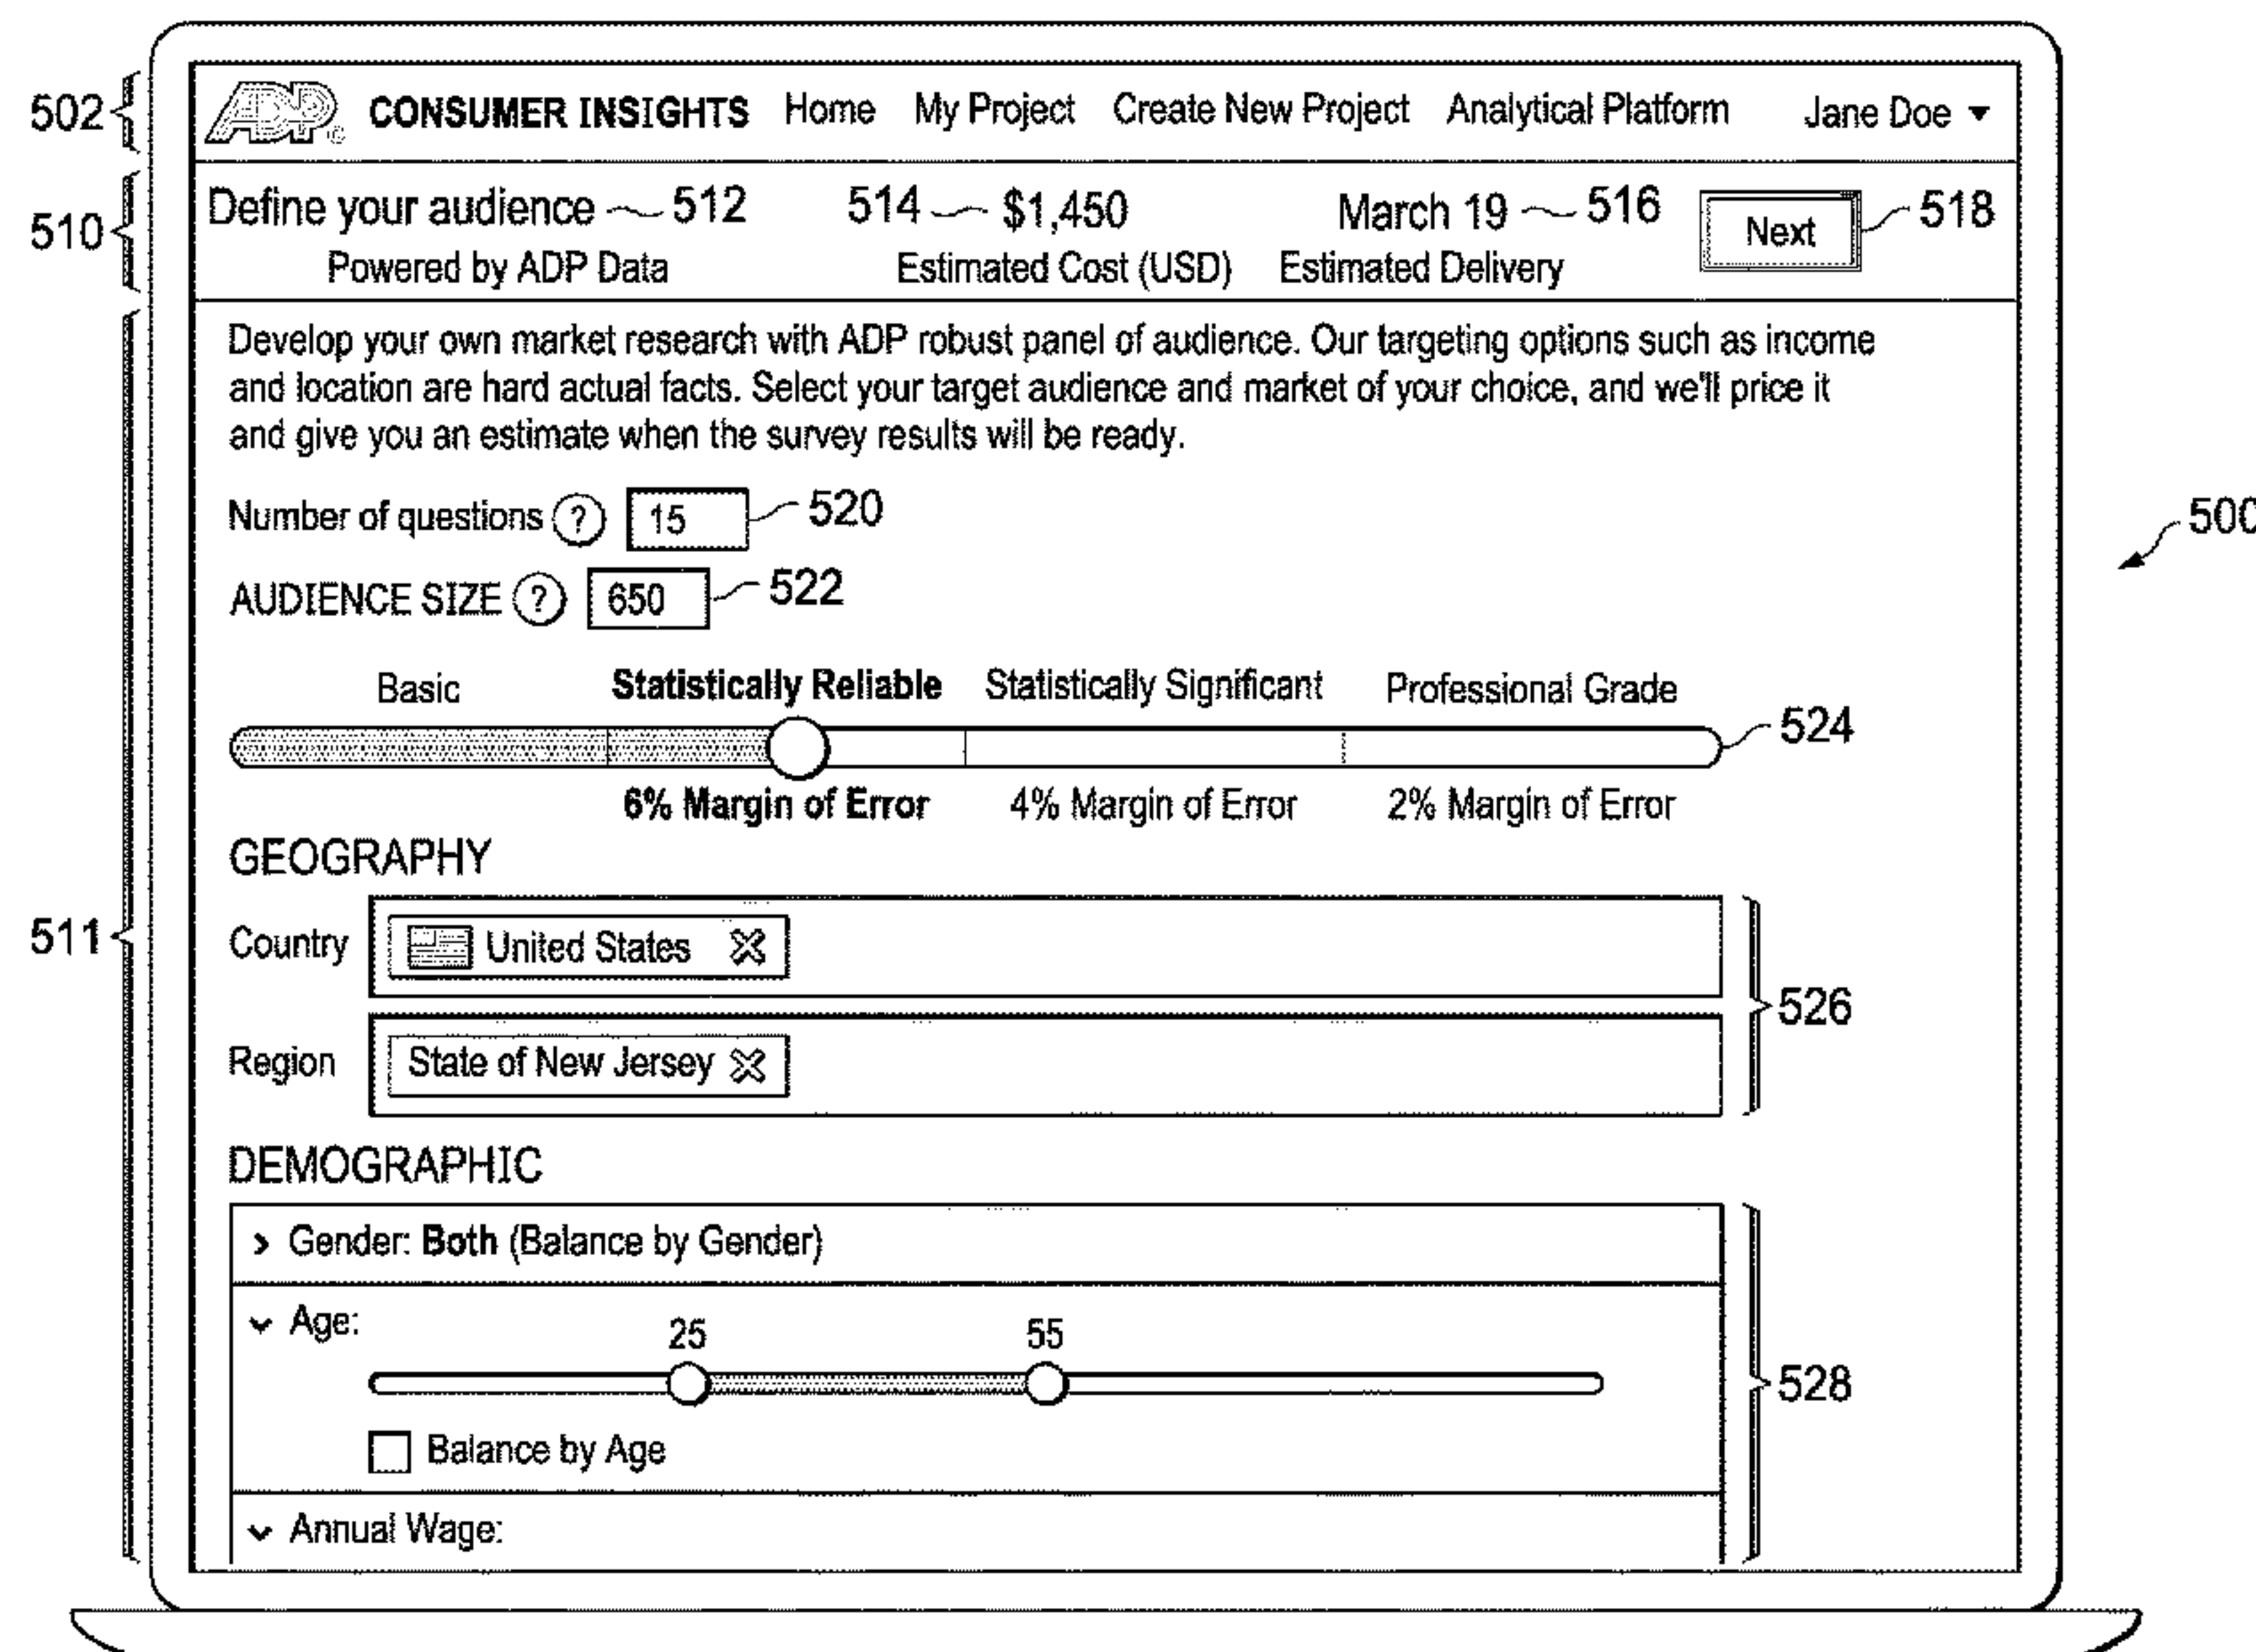 502 ADP CONSUMER INSIGHTS Home My Project Create New Project Analytical Platform Jane Doe
510 Define your audience 512 514 $1,450 March 19 516 Next 518
Powered by ADP Data Estimated Cost (USD) Estimated Delivery
Develop your own market research with ADP robust panel of audience. Our targeting options such as income
and location are hard actual facts. Select your target audience and market of your choice, and we'll price it
and give you an estimate when the survey results will be ready.
Number of questions ? 15 520
500
AUDIENCE SIZE ? 650 522
Basic Statistically Reliable Statistically Significant Professional Grade
524
6% Margin of Error 4% Margin of Error 2% Margin of Error
GEOGRAPHY
511 Country United States
526
Region State of New Jersey
DEMOGRAPHIC
Gender: Both (Balance by Gender)
Age: 25 55
528
Balance by Age
Annual Wage: